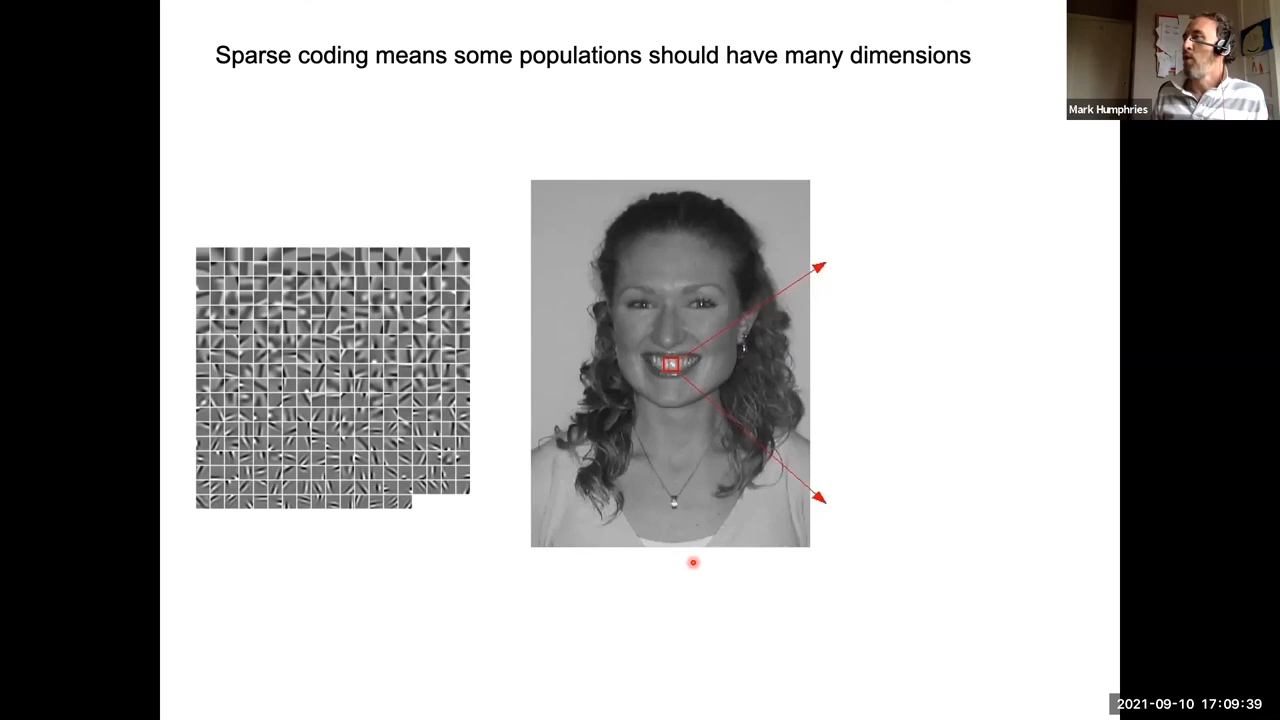 Sparse coding means some populations should have many dimensions
Mark Humphries
2021-09-10 17:09:39